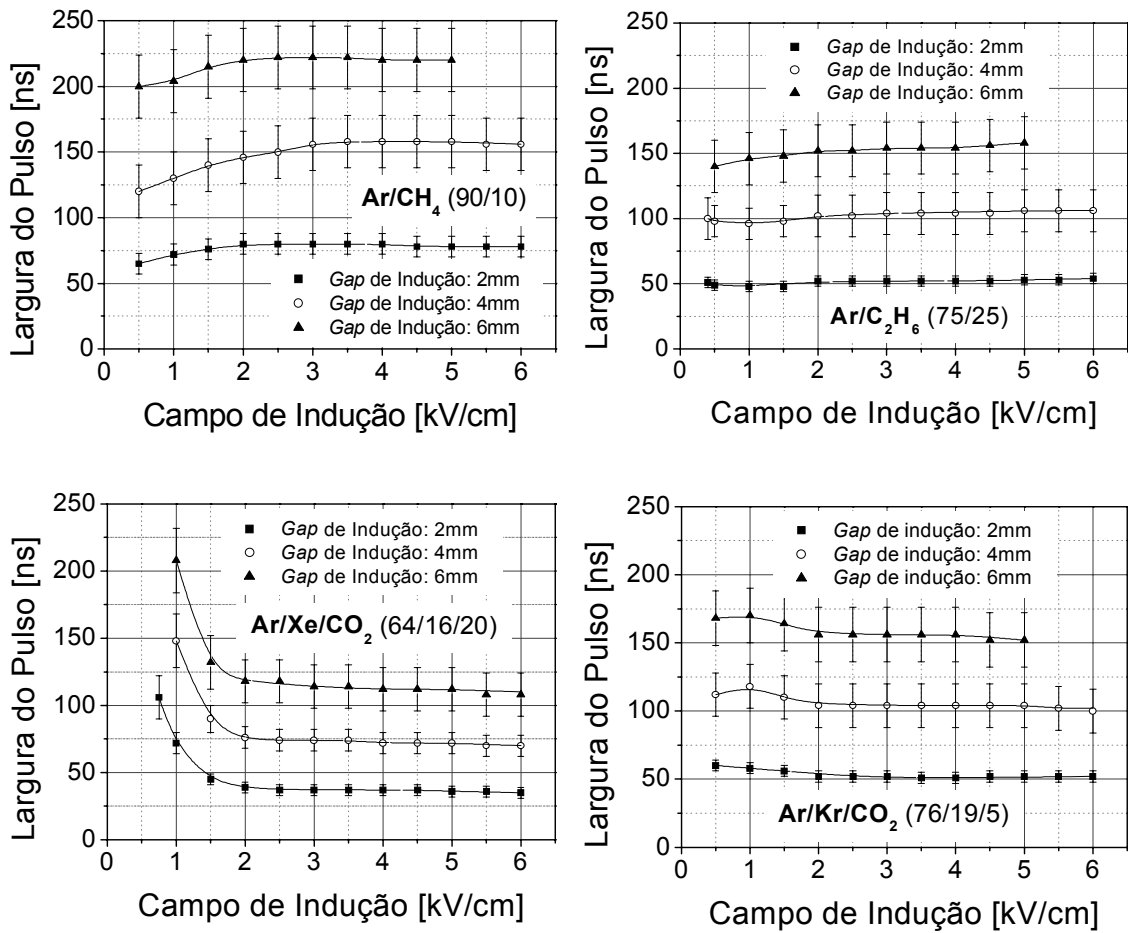 250
200
150
100
50
0
Largura do Pulso [ns]
Ar/CH₄ (90/10)
Gap de Indução: 2mm
Gap de Indução: 4mm
Gap de Indução: 6mm
0 1 2 3 4 5 6
Campo de Indução [kV/cm]
250
200
150
100
50
0
Largura do Pulso [ns]
Gap de Indução: 2mm
Gap de Indução: 4mm
Gap de Indução: 6mm
Ar/C₂H₆ (75/25)
0 1 2 3 4 5 6
Campo de Indução [kV/cm]
250
200
150
100
50
0
Largura do Pulso [ns]
Gap de Indução: 2mm
Gap de Indução: 4mm
Gap de Indução: 6mm
Ar/Xe/CO₂ (64/16/20)
0 1 2 3 4 5 6
Campo de Indução [kV/cm]
250
200
150
100
50
0
Largura do Pulso [ns]
Gap de indução: 2mm
Gap de indução: 4mm
Gap de indução: 6mm
Ar/Kr/CO₂ (76/19/5)
0 1 2 3 4 5 6
Campo de Indução [kV/cm]